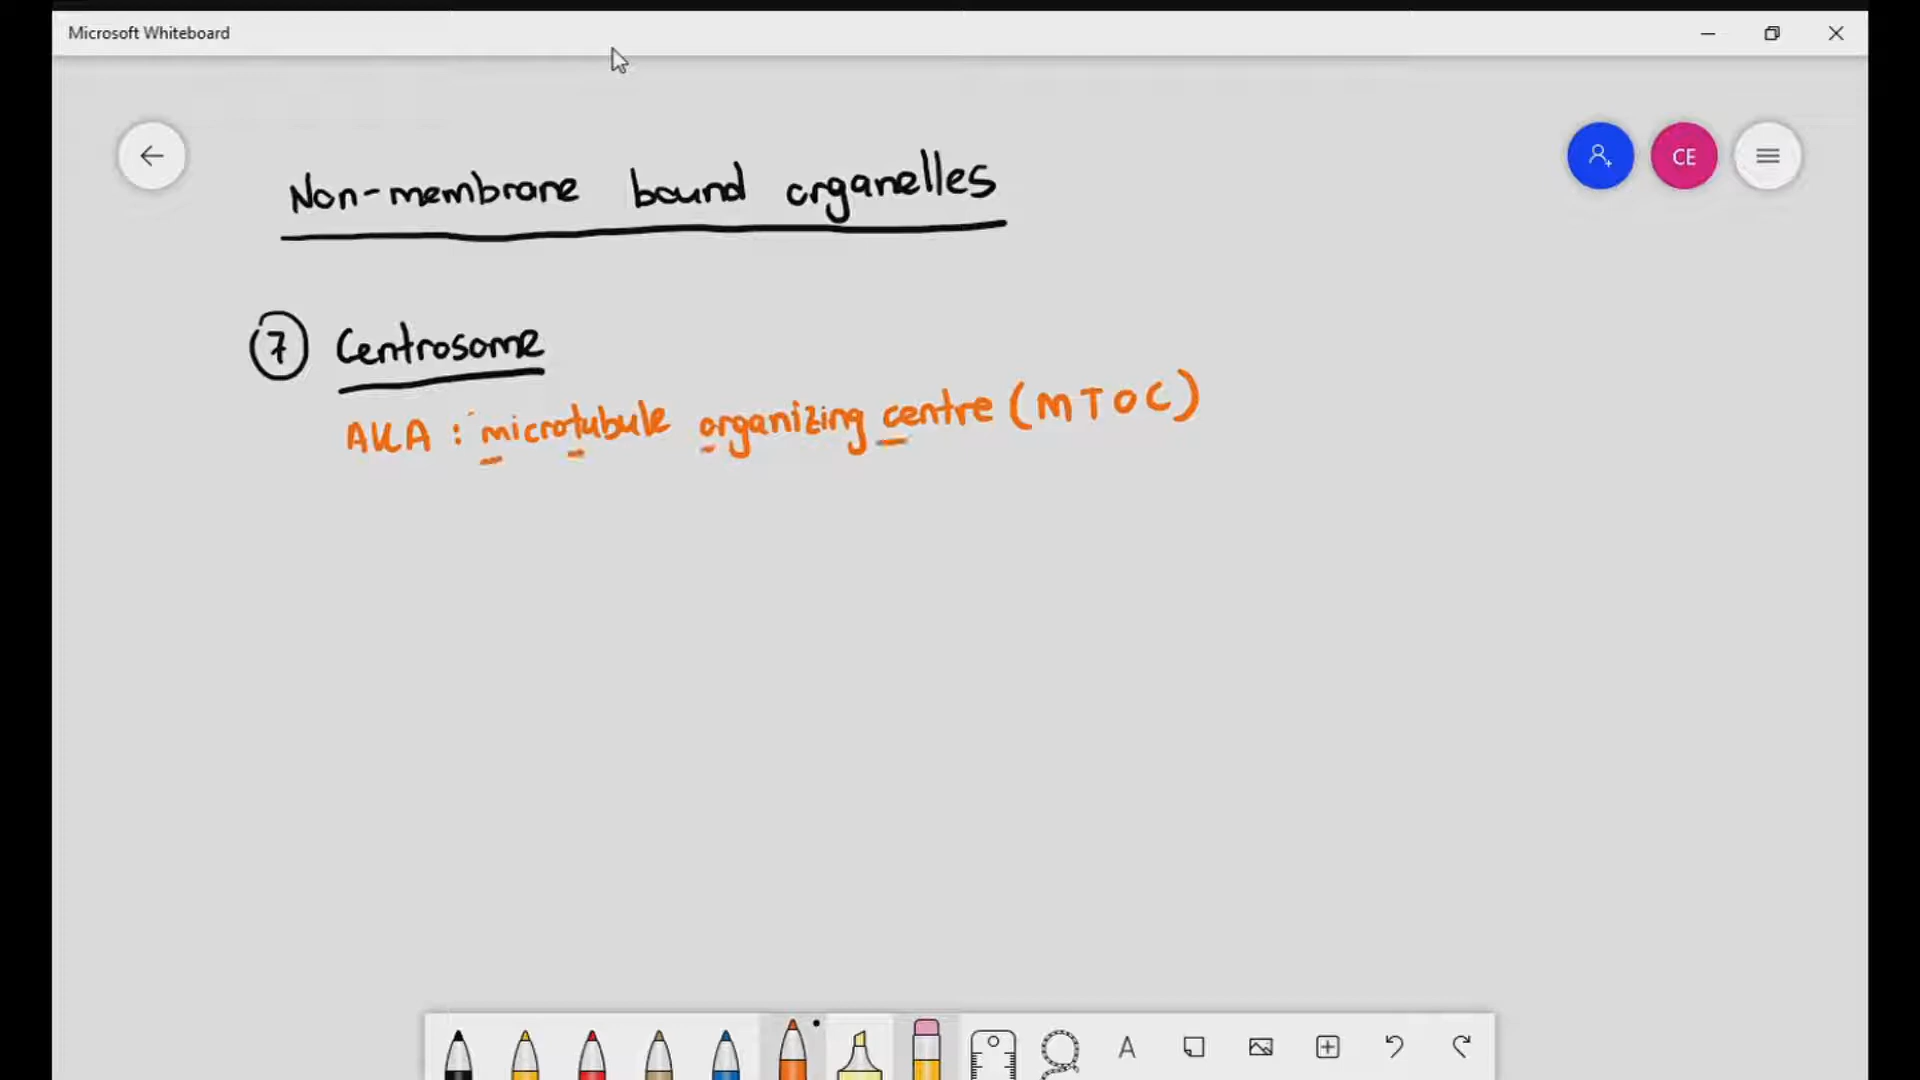 Microsoft Whiteboard
CE
Non-membrane bound organelles
7 Centrosome
AKA : microtubule organizing centre (MTOC)
A